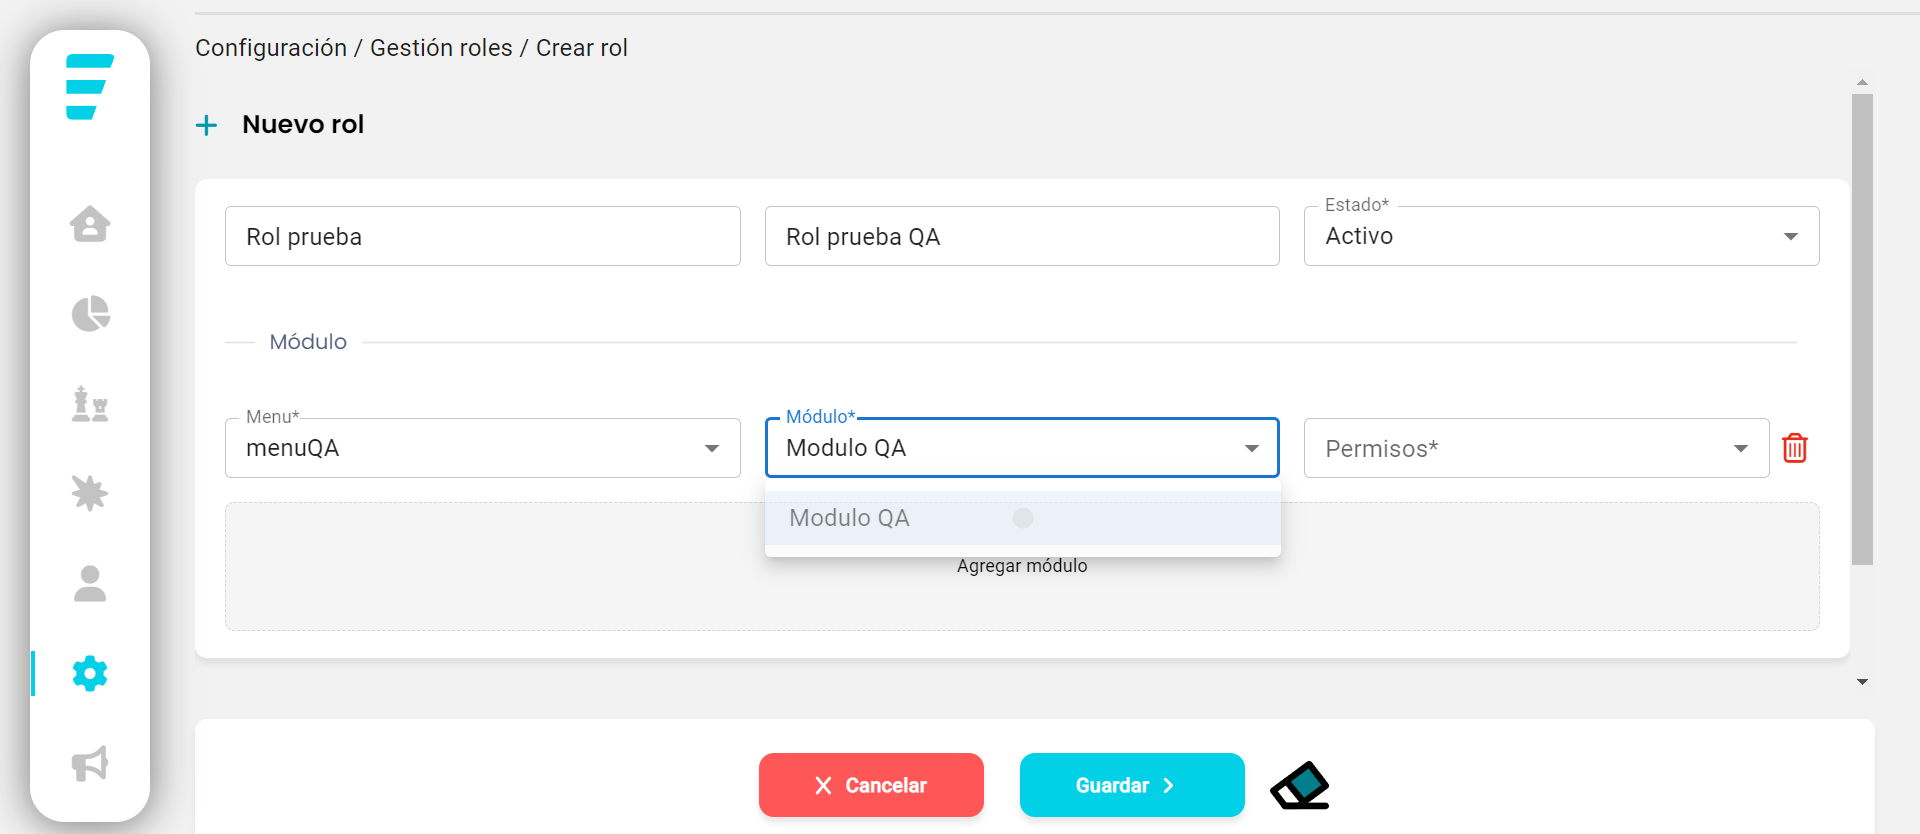 Configuración / Gestión roles / Crear rol
Nuevo rol
Rol prueba
Rol prueba QA
Estado*
Activo
Módulo
Menu*
menuQA
Módulo*
Modulo QA
Permisos*
Modulo QA
Agregar módulo
Cancelar
Guardar